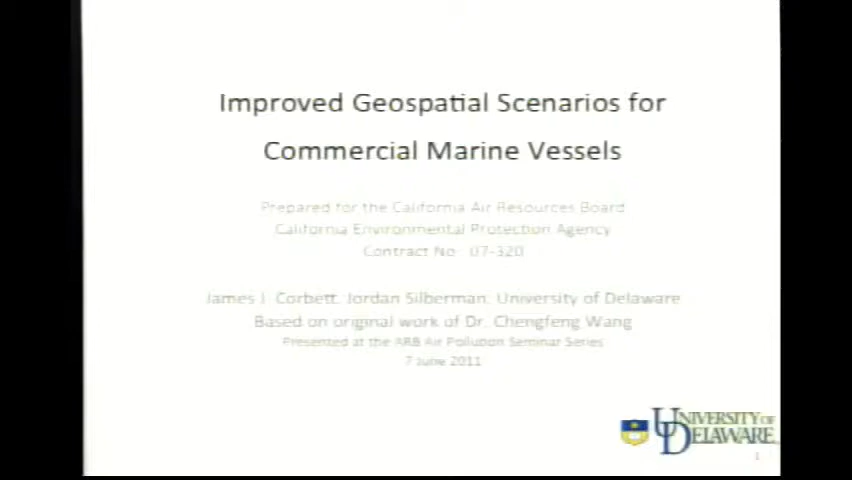 Improved Geospatial Scenarios for
Commercial Marine Vessels
Prepared for the California Air Resources Board
California Environmental Protection Agency
Contract No: 07-320
James J. Corbett, Jordan Silberman, University of Delaware
Based on original work of Dr. Chengfeng Wang
Presented at the ARB Air Pollution Seminar Series
7 June 2011
UNIVERSITY OF
DELAWARE
1